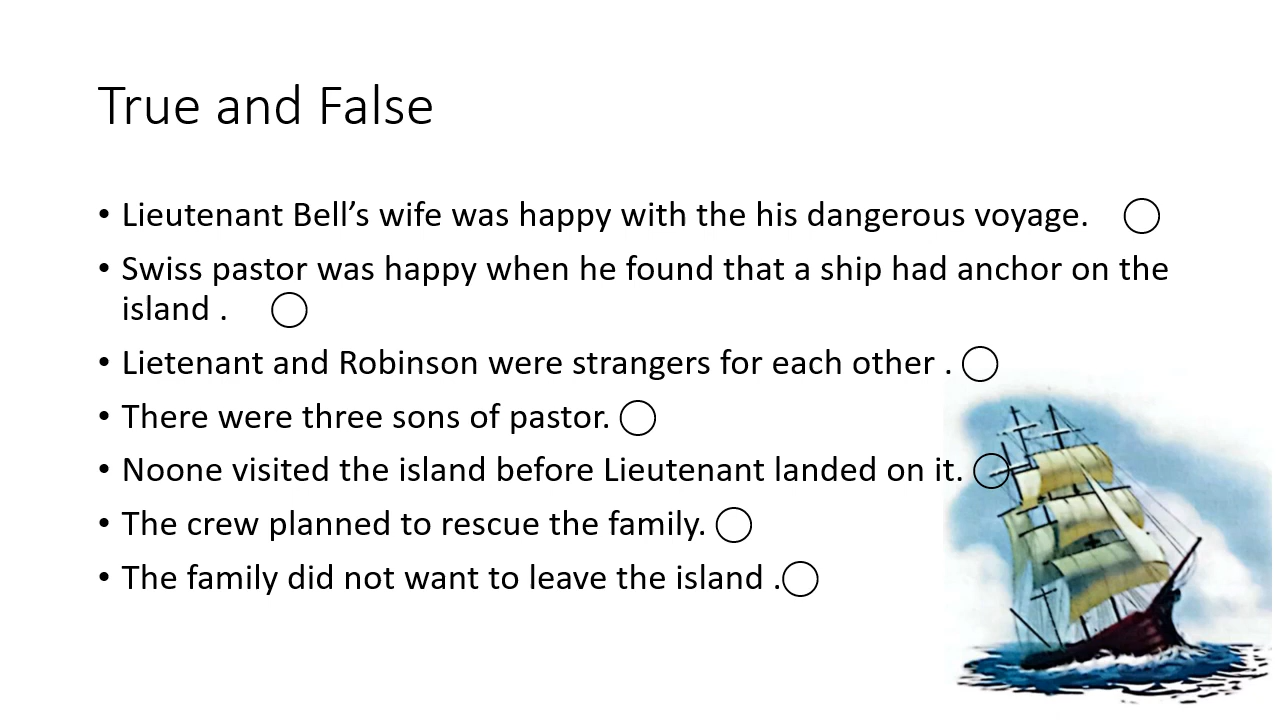 True and False
• Lieutenant Bell’s wife was happy with the his dangerous voyage.
• Swiss pastor was happy when he found that a ship had anchor on the
island .
• Lietenant and Robinson were strangers for each other .
• There were three sons of pastor.
• Noone visited the island before Lieutenant landed on it.
• The crew planned to rescue the family.
• The family did not want to leave the island .